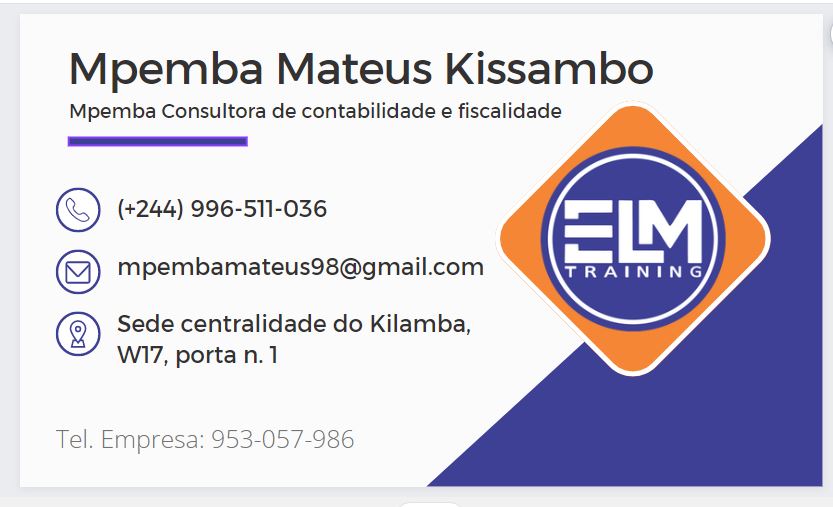 Mpemba Mateus Kissambo
Mpemba Consultora de contabilidade e fiscalidade
(+244) 996-511-036
mpembamateus98@gmail.com
Sede centralidade do Kilamba,
W17, porta n. 1
Tel. Empresa: 953-057-986
ELM
TRAINING